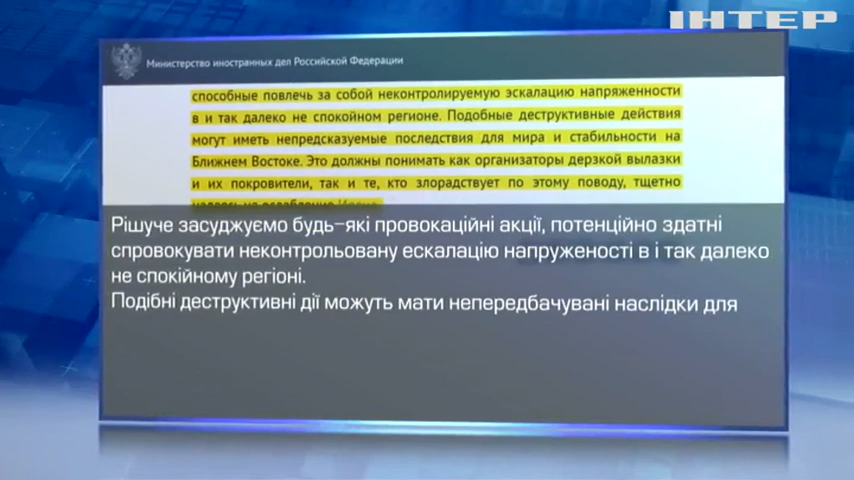 ІНТЕР
Министерство иностранных дел Российской Федерации
способные повлечь за собой неконтролируемую эскалацию напряженности
в и так далеко не спокойном регионе. Подобные деструктивные действия
могут иметь непредсказуемые последствия для мира и стабильности на
Ближнем Востоке. Это должны понимать как организаторы дерзкой вылазки
и их покровители, так и те, кто злорадствует по этому поводу, тщетно
Рішуче засуджуємо будь-які провокаційні акції, потенційно здатні
спровокувати неконтрольовану ескалацію напруженості в і так далеко
не спокійному регіоні.
Подібні деструктивні дії можуть мати непередбачувані наслідки для